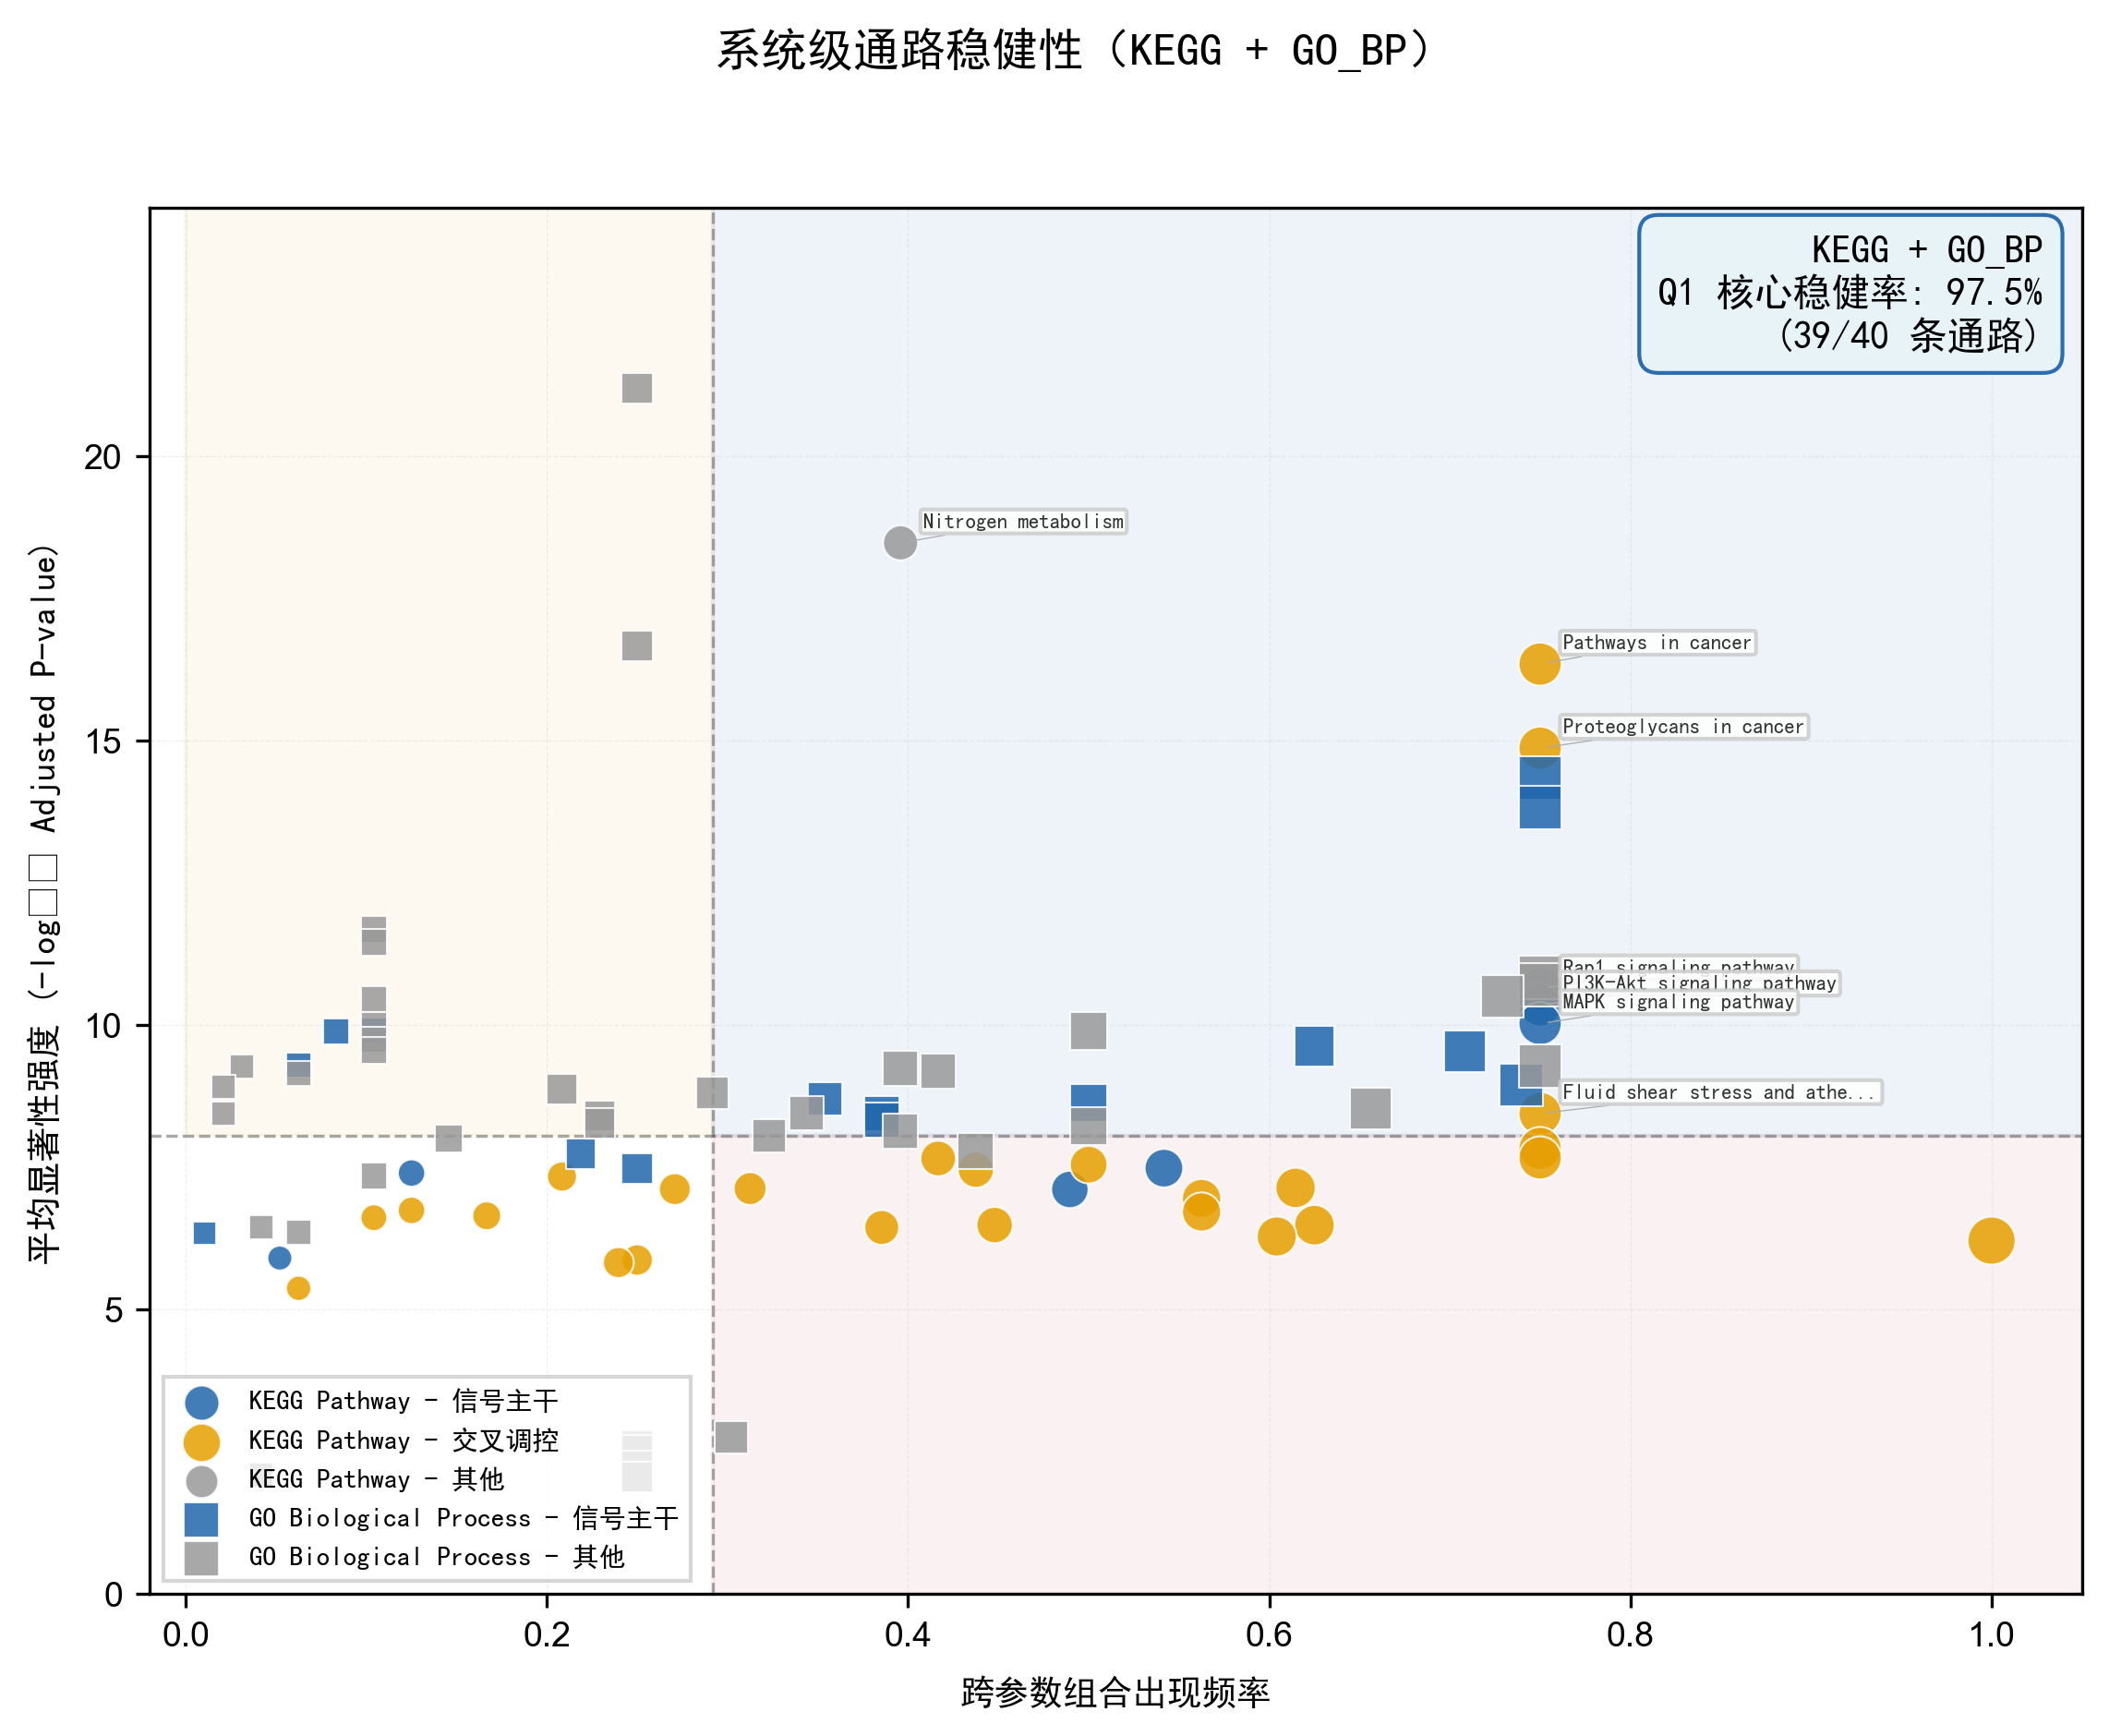 系统级通路稳健性（KEGG + GO_BP）
KEGG + GO_BP
Q1 核心稳健率: 97.5%
(39/40 条通路)
平均显著性强度 (-log□□ Adjusted P-value)
20
15
10
5
0
Nitrogen metabolism
Pathways in cancer
Proteoglycans in cancer
Rap1 signaling pathway
PI3K-Akt signaling pathway
MAPK signaling pathway
Fluid shear stress and athe...
KEGG Pathway - 信号主干
KEGG Pathway - 交叉调控
KEGG Pathway - 其他
GO Biological Process - 信号主干
GO Biological Process - 其他
0.0
0.2
0.4
0.6
0.8
1.0
跨参数组合出现频率